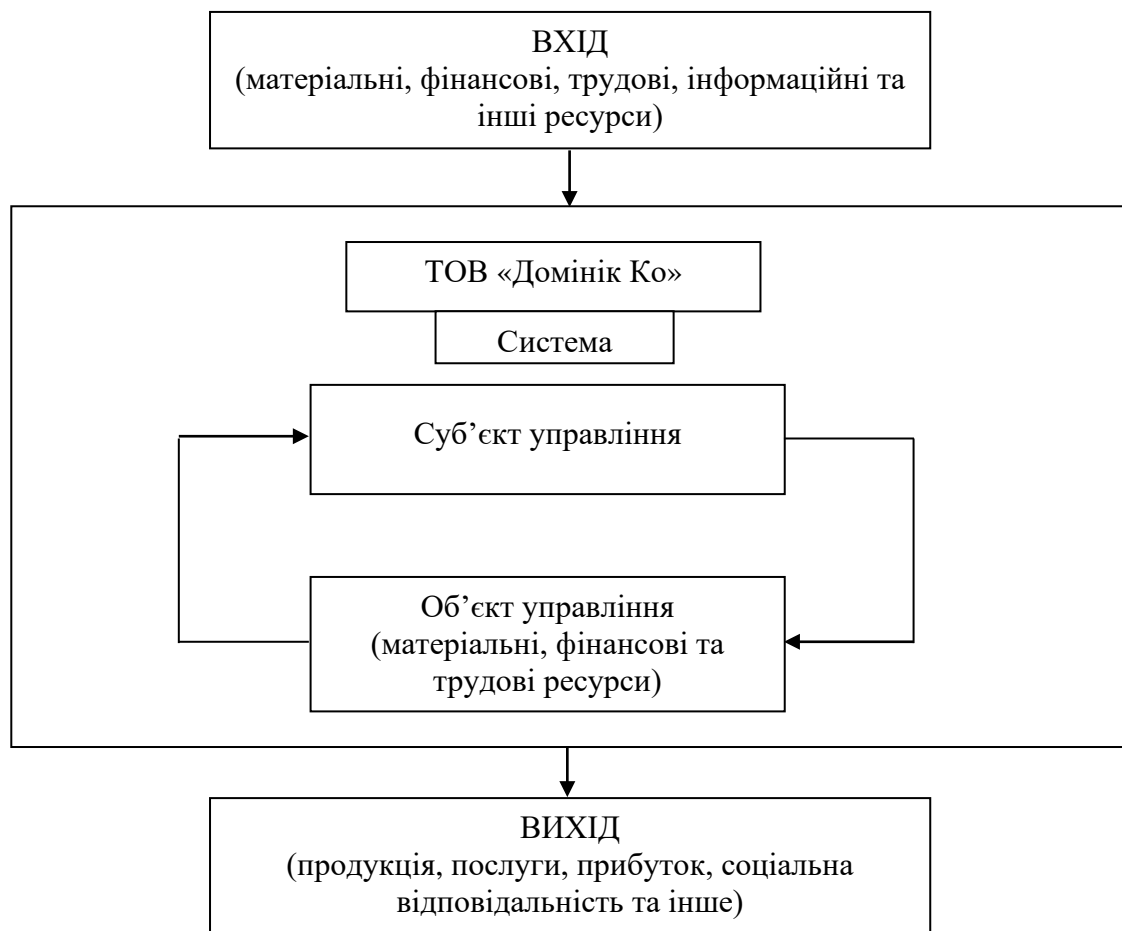 ВХІД
(матеріальні, фінансові, трудові, інформаційні та
інші ресурси)
ТОВ «Домінік Ко»
Система
Суб’єкт управління
Об’єкт управління
(матеріальні, фінансові та
трудові ресурси)
ВИХІД
(продукція, послуги, прибуток, соціальна
відповідальність та інше)